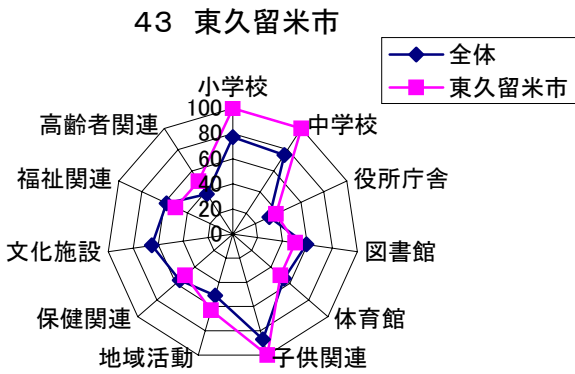 43 東久留米市
全体
東久留米市
小学校
中学校
役所庁舎
図書館
体育館
子供関連
地域活動
保健関連
文化施設
福祉関連
高齢者関連
100
80
60
40
20
0